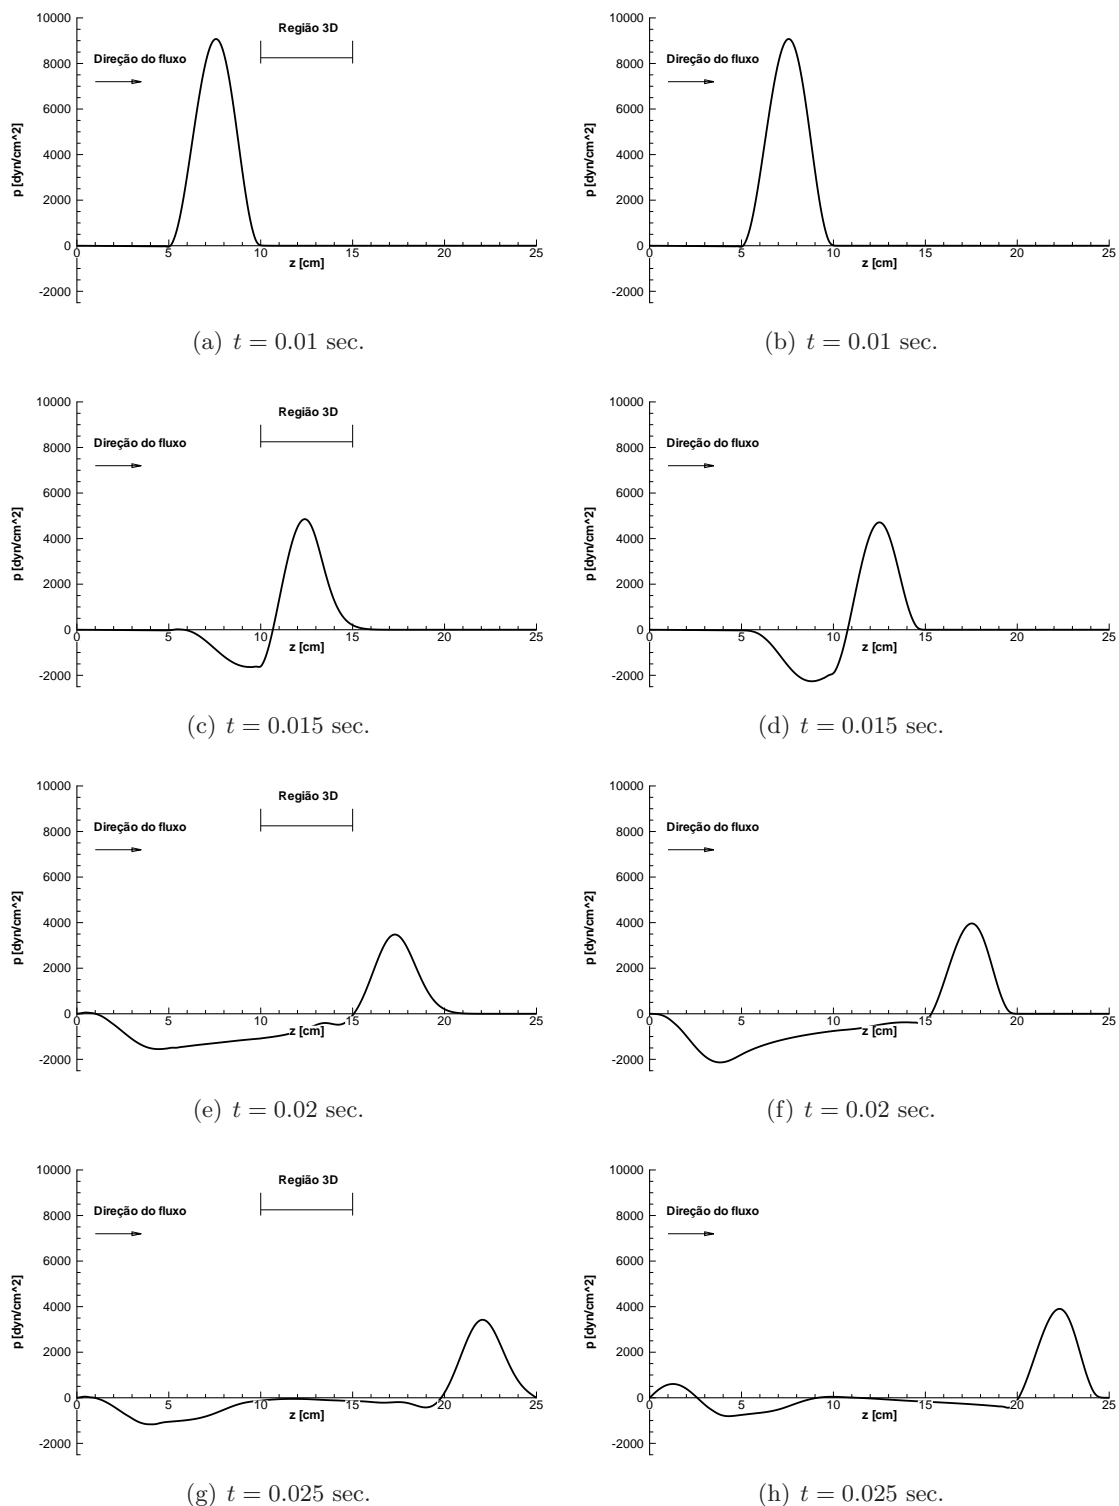 10000
8000
6000
4000
2000
0
-2000
p [dyn/cm^2]
Direção do fluxo
Região 3D
0 5 10 15 20 25
z [cm]
10000
8000
6000
4000
2000
0
-2000
p [dyn/cm^2]
Direção do fluxo
0 5 10 15 20 25
z [cm]
(a) t = 0.01 sec.
(b) t = 0.01 sec.
10000
8000
6000
4000
2000
0
-2000
p [dyn/cm^2]
Direção do fluxo
Região 3D
0 5 10 15 20 25
z [cm]
10000
8000
6000
4000
2000
0
-2000
p [dyn/cm^2]
Direção do fluxo
0 5 10 15 20 25
z [cm]
(c) t = 0.015 sec.
(d) t = 0.015 sec.
10000
8000
6000
4000
2000
0
-2000
p [dyn/cm^2]
Direção do fluxo
Região 3D
0 5 10 15 20 25
z [cm]
10000
8000
6000
4000
2000
0
-2000
p [dyn/cm^2]
Direção do fluxo
0 5 10 15 20 25
z [cm]
(e) t = 0.02 sec.
(f) t = 0.02 sec.
10000
8000
6000
4000
2000
0
-2000
p [dyn/cm^2]
Direção do fluxo
Região 3D
0 5 10 15 20 25
z [cm]
10000
8000
6000
4000
2000
0
-2000
p [dyn/cm^2]
Direção do fluxo
0 5 10 15 20 25
z [cm]
(g) t = 0.025 sec.
(h) t = 0.025 sec.